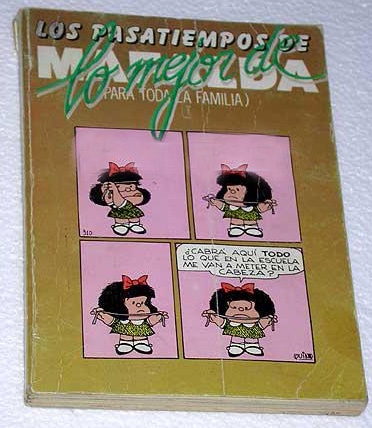 LOS PASATIEMPOS DE
MAFALDA
lo mejor de
(PARA TODA LA FAMILIA)
310
¿CABRÁ AQUÍ TODO
LO QUE EN LA ESCUELA
ME VAN A METER EN LA
CABEZA?
QUINO